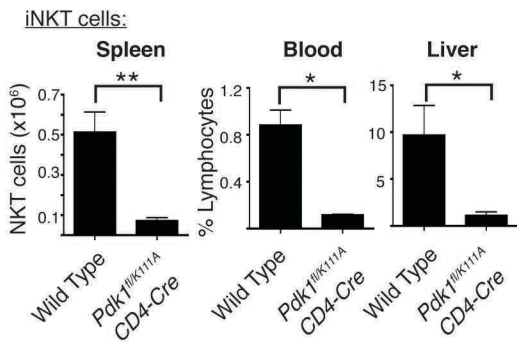 iNKT cells:
Spleen
Blood
Liver
**
*
*
NKT cells (x10⁶)
0.7
0.5
0.3
0.1
% Lymphocytes
1.2
0.8
0.4
15
10
5
Wild Type
Pdk1fl/K111A
CD4-Cre
Wild Type
Pdk1fl/K111A
CD4-Cre
Wild Type
Pdk1fl/K111A
CD4-Cre